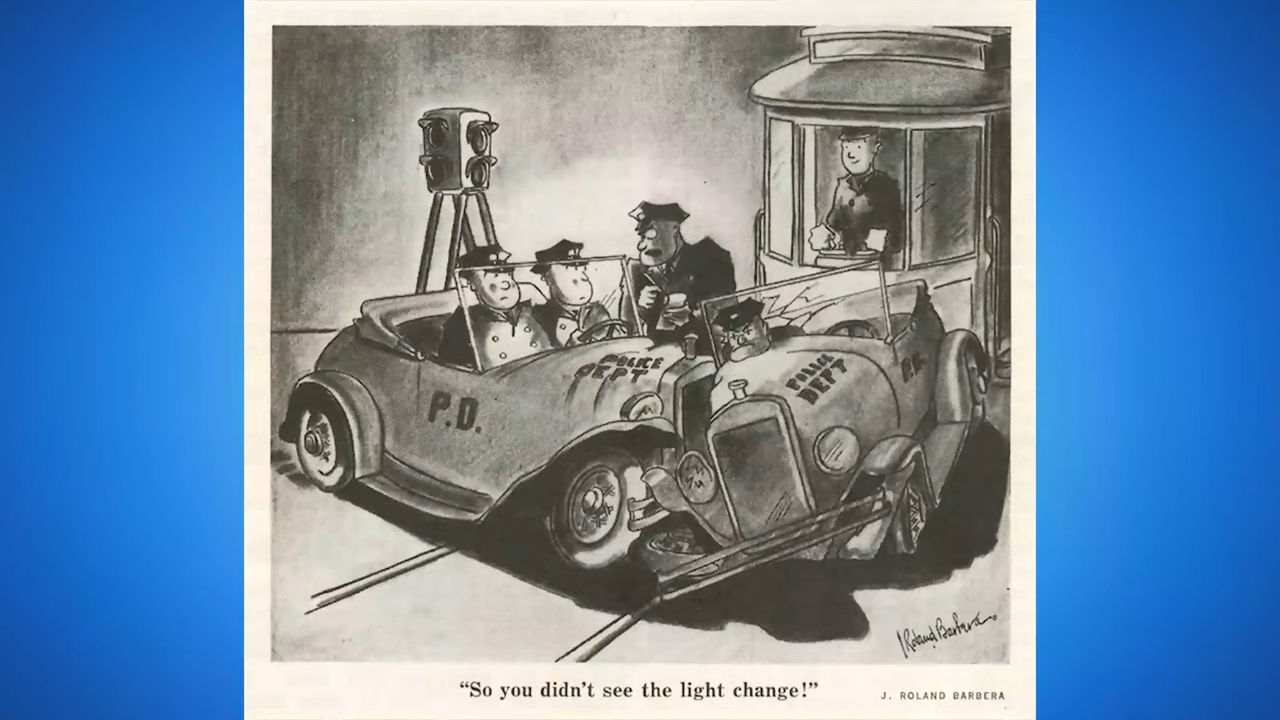 POLICE
DEPT
P.D.
POLICE
DEPT
J Roland Barbera.
"So you didn't see the light change!"
J. ROLAND BARBERA